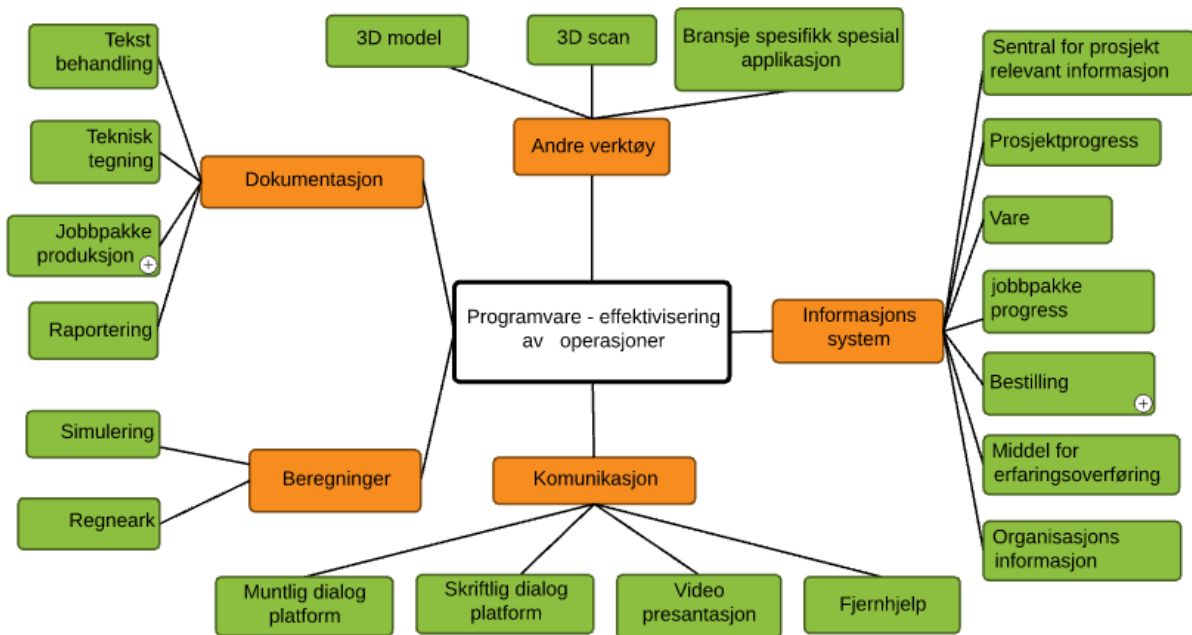 Tekst
behandling
Teknisk
tegning
Jobbpakke
produksjon
Raportering
Dokumentasjon
Simulering
Regneark
Beregninger
3D model
3D scan
Bransje spesifikk spesial
applikasjon
Andre verktøy
Programvare - effektivisering
av operasjoner
Komunikasjon
Muntlig dialog
platform
Skriftlig dialog
platform
Video
presantasjon
Fjernhjelp
Informasjons
system
Sentral for prosjekt
relevant informasjon
Prosjektprogress
Vare
jobbpakke
progress
Bestilling
Middel for
erfaringsoverføring
Organisasjons
informasjon